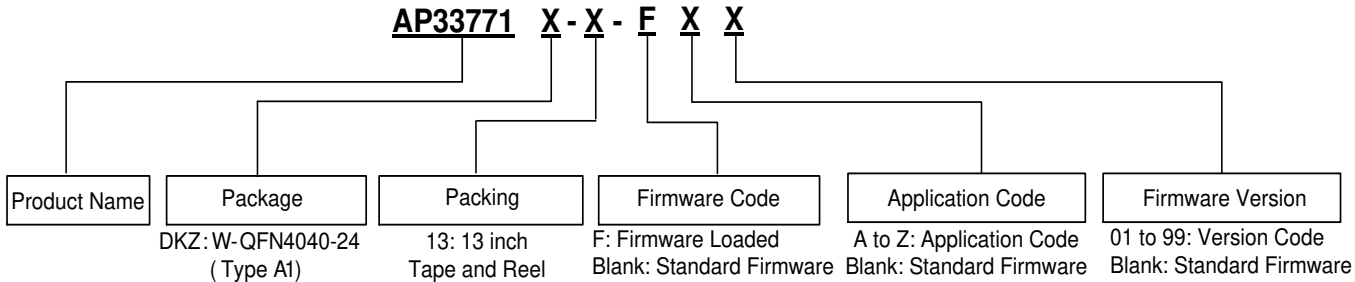 AP33771 X - X - F X X
Product Name
Package
Packing
Firmware Code
Application Code
Firmware Version
DKZ: W-QFN4040-24
( Type A1)
13: 13 inch
Tape and Reel
F: Firmware Loaded
Blank: Standard Firmware
A to Z: Application Code
Blank: Standard Firmware
01 to 99: Version Code
Blank: Standard Firmware